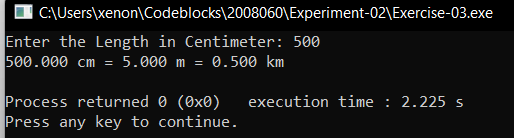 C:\Users\xenon\Codeblocks\2008060\Experiment-02\Exercise-03.exe
Enter the Length in Centimeter: 500
500.000 cm = 5.000 m = 0.500 km
Process returned 0 (0x0)   execution time : 2.225 s
Press any key to continue.